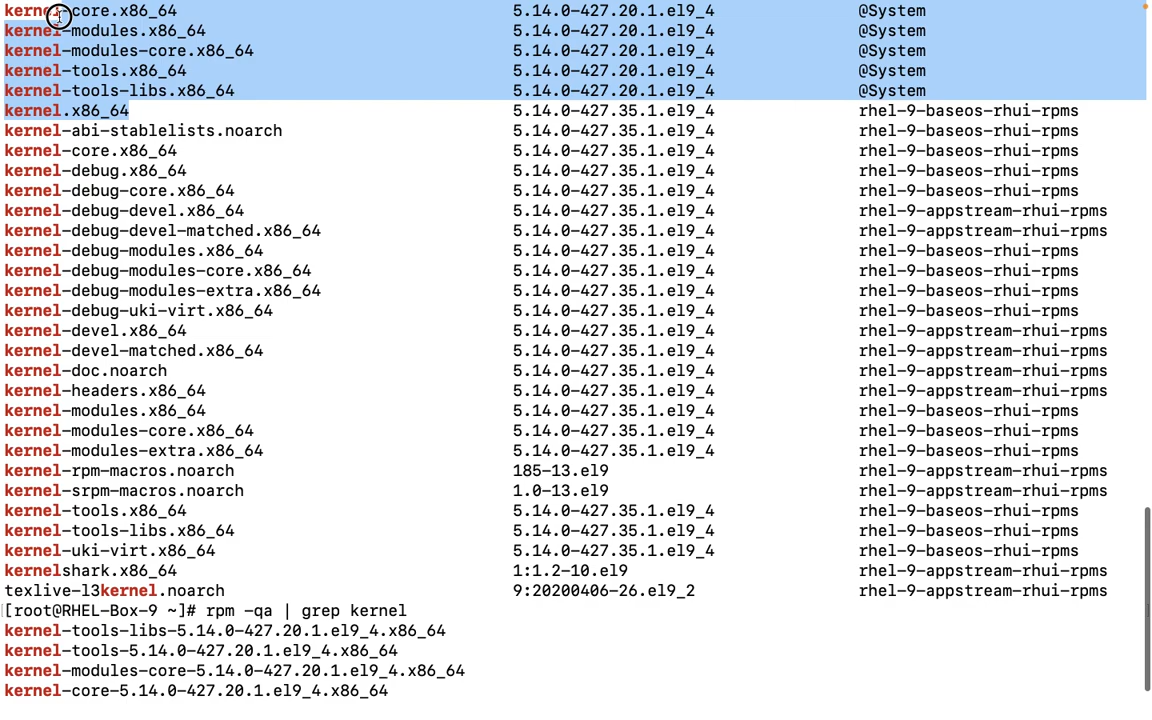 kernel-core.x86_64 5.14.0-427.20.1.el9_4 @System
kernel-modules.x86_64 5.14.0-427.20.1.el9_4 @System
kernel-modules-core.x86_64 5.14.0-427.20.1.el9_4 @System
kernel-tools.x86_64 5.14.0-427.20.1.el9_4 @System
kernel-tools-libs.x86_64 5.14.0-427.20.1.el9_4 @System
kernel.x86_64 5.14.0-427.35.1.el9_4 rhel-9-baseos-rhui-rpms
kernel-abi-stablelists.noarch 5.14.0-427.35.1.el9_4 rhel-9-baseos-rhui-rpms
kernel-core.x86_64 5.14.0-427.35.1.el9_4 rhel-9-baseos-rhui-rpms
kernel-debug.x86_64 5.14.0-427.35.1.el9_4 rhel-9-baseos-rhui-rpms
kernel-debug-core.x86_64 5.14.0-427.35.1.el9_4 rhel-9-baseos-rhui-rpms
kernel-debug-devel.x86_64 5.14.0-427.35.1.el9_4 rhel-9-appstream-rhui-rpms
kernel-debug-devel-matched.x86_64 5.14.0-427.35.1.el9_4 rhel-9-appstream-rhui-rpms
kernel-debug-modules.x86_64 5.14.0-427.35.1.el9_4 rhel-9-baseos-rhui-rpms
kernel-debug-modules-core.x86_64 5.14.0-427.35.1.el9_4 rhel-9-baseos-rhui-rpms
kernel-debug-modules-extra.x86_64 5.14.0-427.35.1.el9_4 rhel-9-baseos-rhui-rpms
kernel-debug-uki-virt.x86_64 5.14.0-427.35.1.el9_4 rhel-9-baseos-rhui-rpms
kernel-devel.x86_64 5.14.0-427.35.1.el9_4 rhel-9-appstream-rhui-rpms
kernel-devel-matched.x86_64 5.14.0-427.35.1.el9_4 rhel-9-appstream-rhui-rpms
kernel-doc.noarch 5.14.0-427.35.1.el9_4 rhel-9-appstream-rhui-rpms
kernel-headers.x86_64 5.14.0-427.35.1.el9_4 rhel-9-appstream-rhui-rpms
kernel-modules.x86_64 5.14.0-427.35.1.el9_4 rhel-9-baseos-rhui-rpms
kernel-modules-core.x86_64 5.14.0-427.35.1.el9_4 rhel-9-baseos-rhui-rpms
kernel-modules-extra.x86_64 5.14.0-427.35.1.el9_4 rhel-9-baseos-rhui-rpms
kernel-rpm-macros.noarch 185-13.el9 rhel-9-appstream-rhui-rpms
kernel-srpm-macros.noarch 1.0-13.el9 rhel-9-appstream-rhui-rpms
kernel-tools.x86_64 5.14.0-427.35.1.el9_4 rhel-9-baseos-rhui-rpms
kernel-tools-libs.x86_64 5.14.0-427.35.1.el9_4 rhel-9-baseos-rhui-rpms
kernel-uki-virt.x86_64 5.14.0-427.35.1.el9_4 rhel-9-baseos-rhui-rpms
kernelshark.x86_64 1:1.2-10.el9 rhel-9-appstream-rhui-rpms
texlive-l3kernel.noarch 9:20200406-26.el9_2 rhel-9-appstream-rhui-rpms
[root@RHEL-Box-9 ~]# rpm -qa | grep kernel
kernel-tools-libs-5.14.0-427.20.1.el9_4.x86_64
kernel-tools-5.14.0-427.20.1.el9_4.x86_64
kernel-modules-core-5.14.0-427.20.1.el9_4.x86_64
kernel-core-5.14.0-427.20.1.el9_4.x86_64